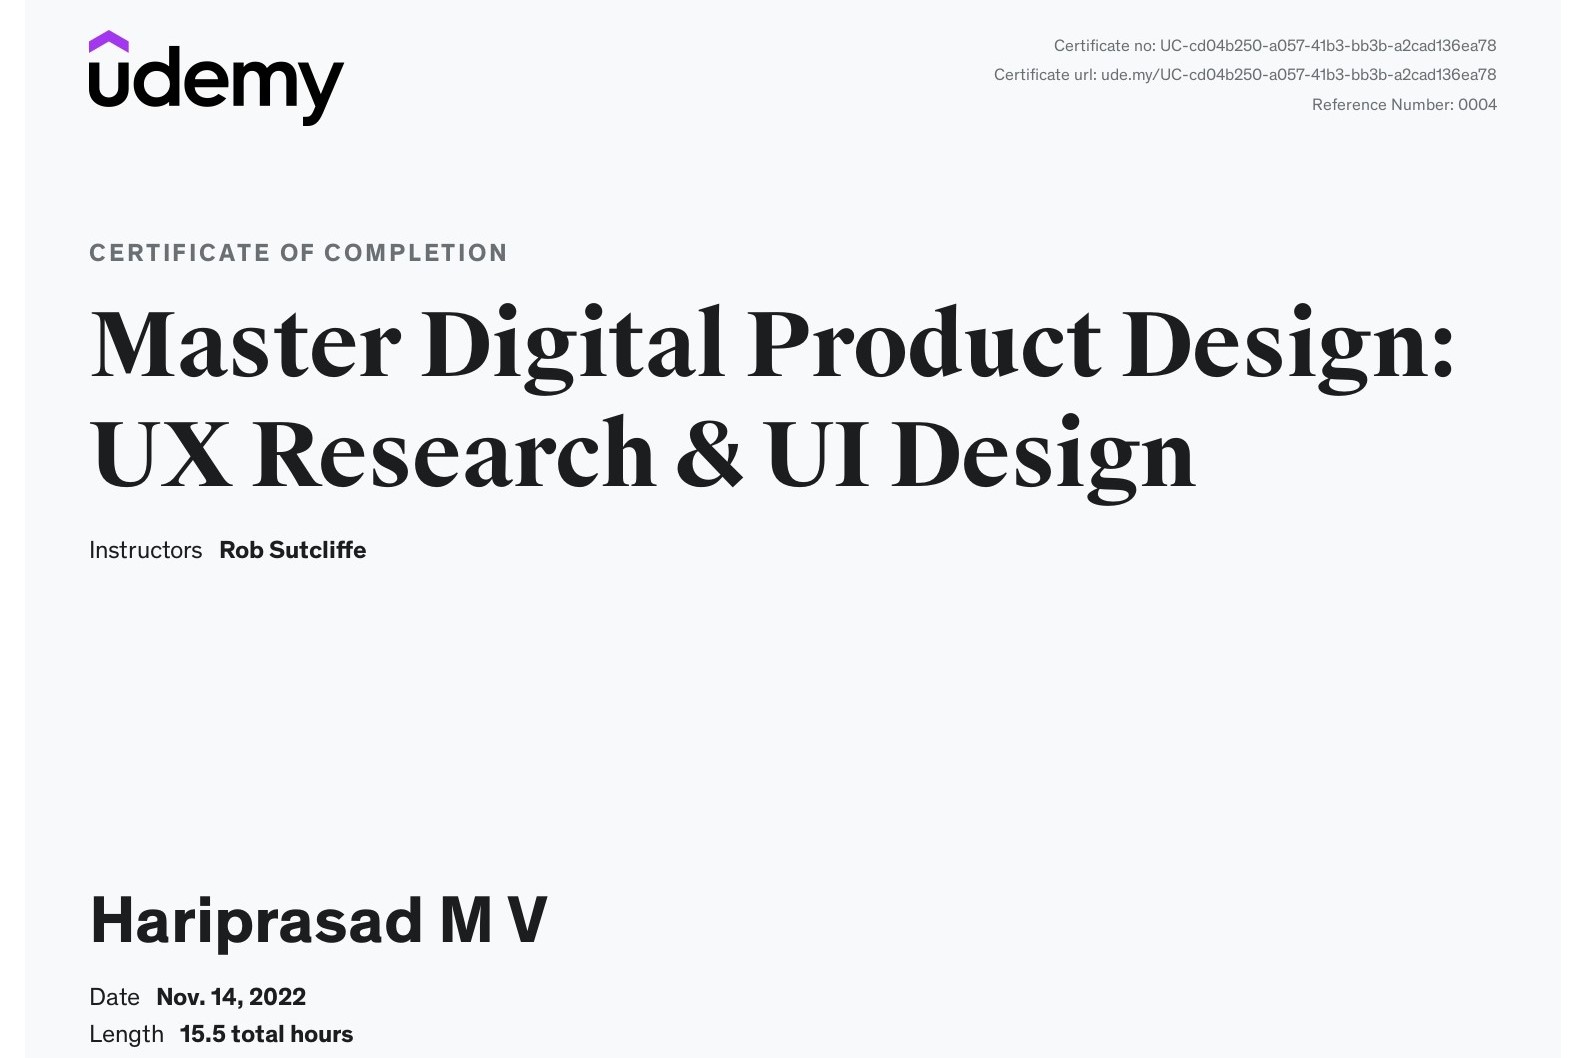 udemy
Certificate no: UC-cd04b250-a057-41b3-bb3b-a2cad136ea78
Certificate url: ude.my/UC-cd04b250-a057-41b3-bb3b-a2cad136ea78
Reference Number: 0004
CERTIFICATE OF COMPLETION
Master Digital Product Design:
UX Research & UI Design
Instructors Rob Sutcliffe
Hariprasad M V
Date Nov. 14, 2022
Length 15.5 total hours